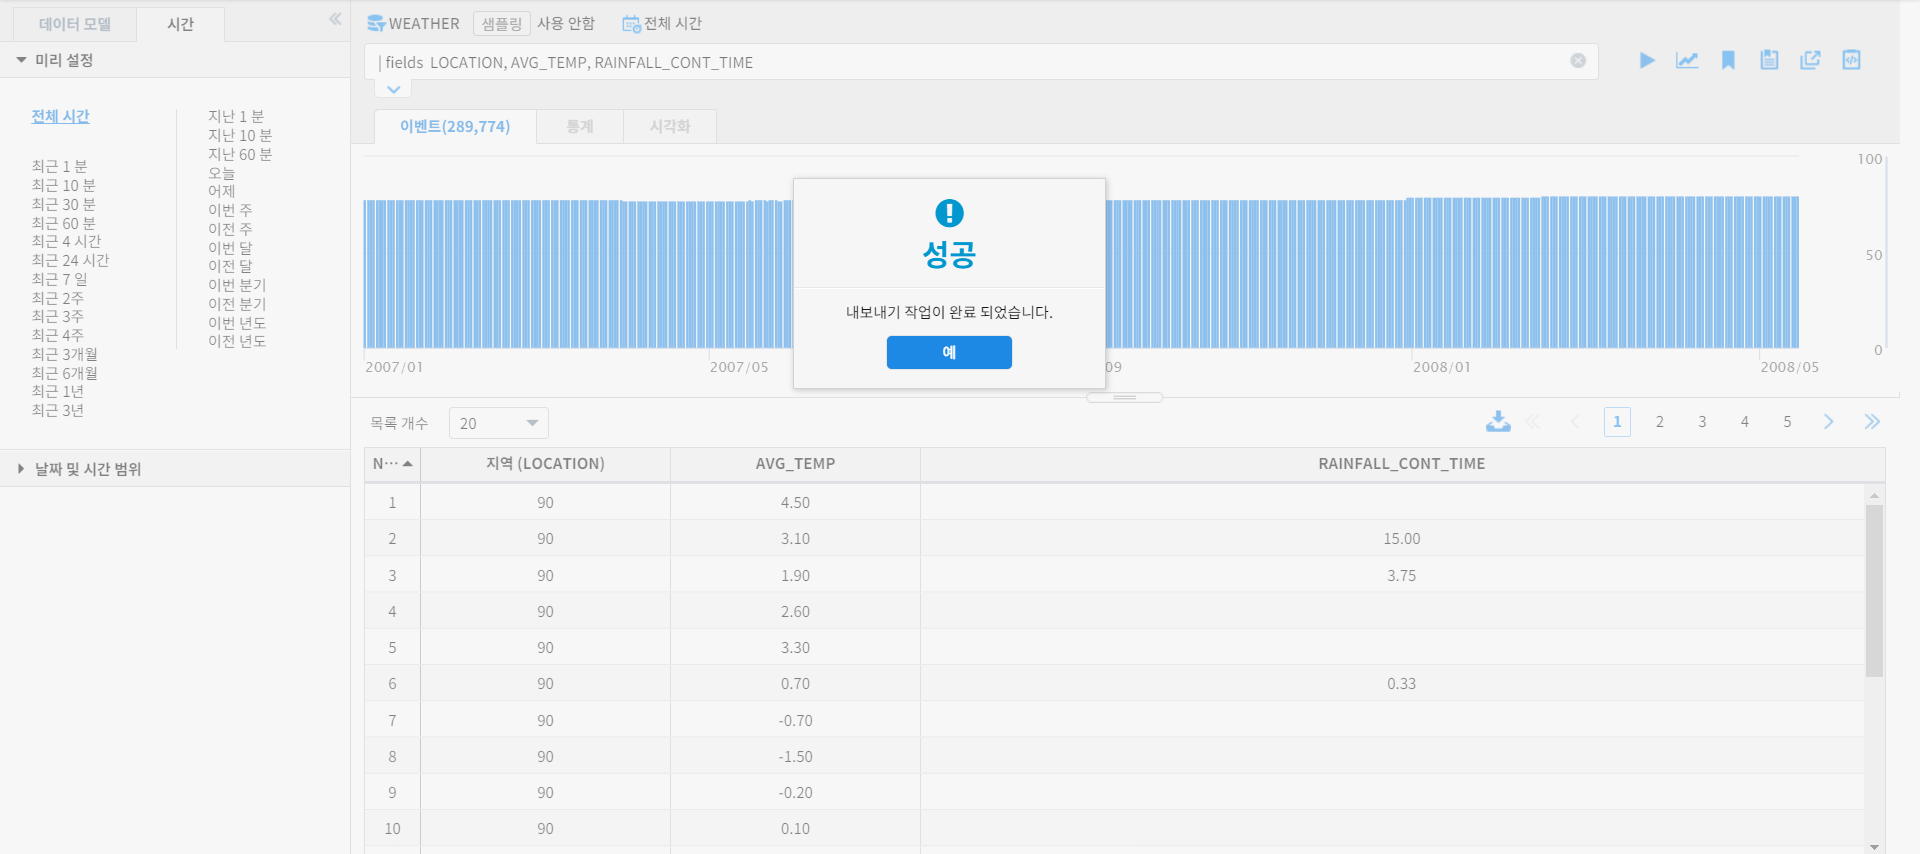 데이터 모델
시간
미리 설정
전체 시간
최근 1 분
최근 10 분
최근 30 분
최근 60 분
최근 4 시간
최근 24 시간
최근 7 일
최근 2주
최근 3주
최근 4주
최근 3개월
최근 6개월
최근 1년
최근 3년
지난 1 분
지난 10 분
지난 60 분
오늘
어제
이번 주
이전 주
이번 달
이전 달
이번 분기
이전 분기
이번 년도
이전 년도
날짜 및 시간 범위
WEATHER 샘플링 사용 안함 전체 시간
| fields LOCATION, AVG_TEMP, RAINFALL_CONT_TIME
이벤트(289,774) 통계 시각화
100
50
0
2007/01 2007/05 09 2008/01 2008/05
성공
내보내기 작업이 완료 되었습니다.
예
목록 개수 20
1 2 3 4 5
N··· 지역 (LOCATION) AVG_TEMP RAINFALL_CONT_TIME
1 90 4.50
2 90 3.10 15.00
3 90 1.90 3.75
4 90 2.60
5 90 3.30
6 90 0.70 0.33
7 90 -0.70
8 90 -1.50
9 90 -0.20
10 90 0.10